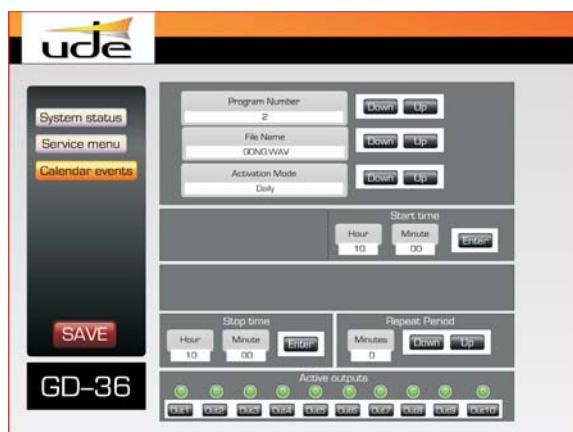 ude
System status
Service menu
Calendar events
SAVE
GD-36
Program Number
2
Down Up
File Name
GONG.WAV
Down Up
Activation Mode
Daily
Down Up
Start time
Hour Minute
10 00
Enter
Stop time
Hour Minute
10 00
Enter
Repeat Period
Minutes
0
Down Up
Active outputs
Out1 Out2 Out3 Out4 Out5 Out6 Out7 Out8 Out9 Out10